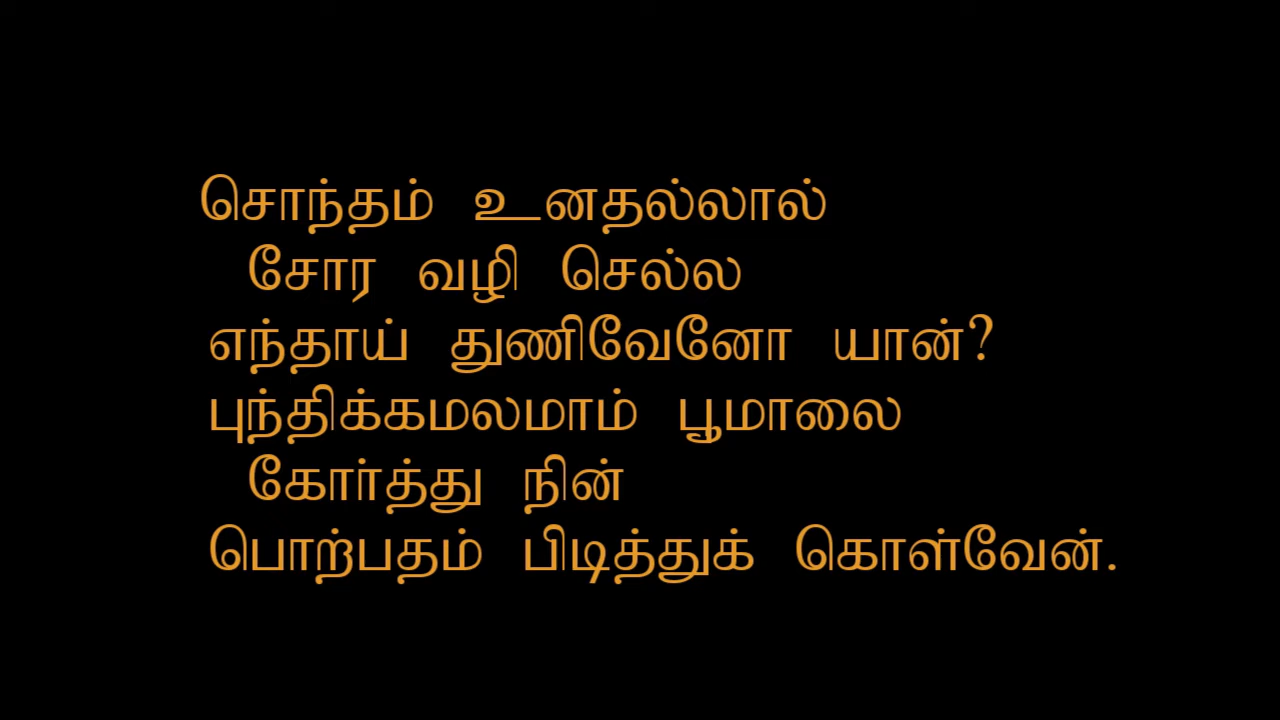 சொந்தம் உனதல்லால்
சோர வழி செல்ல
எந்தாய் துணிவேனோ யான்?
புந்திக்கமலமாம் பூமாலை
கோர்த்து நின்
பொற்பதம் பிடித்துக் கொள்வேன்.